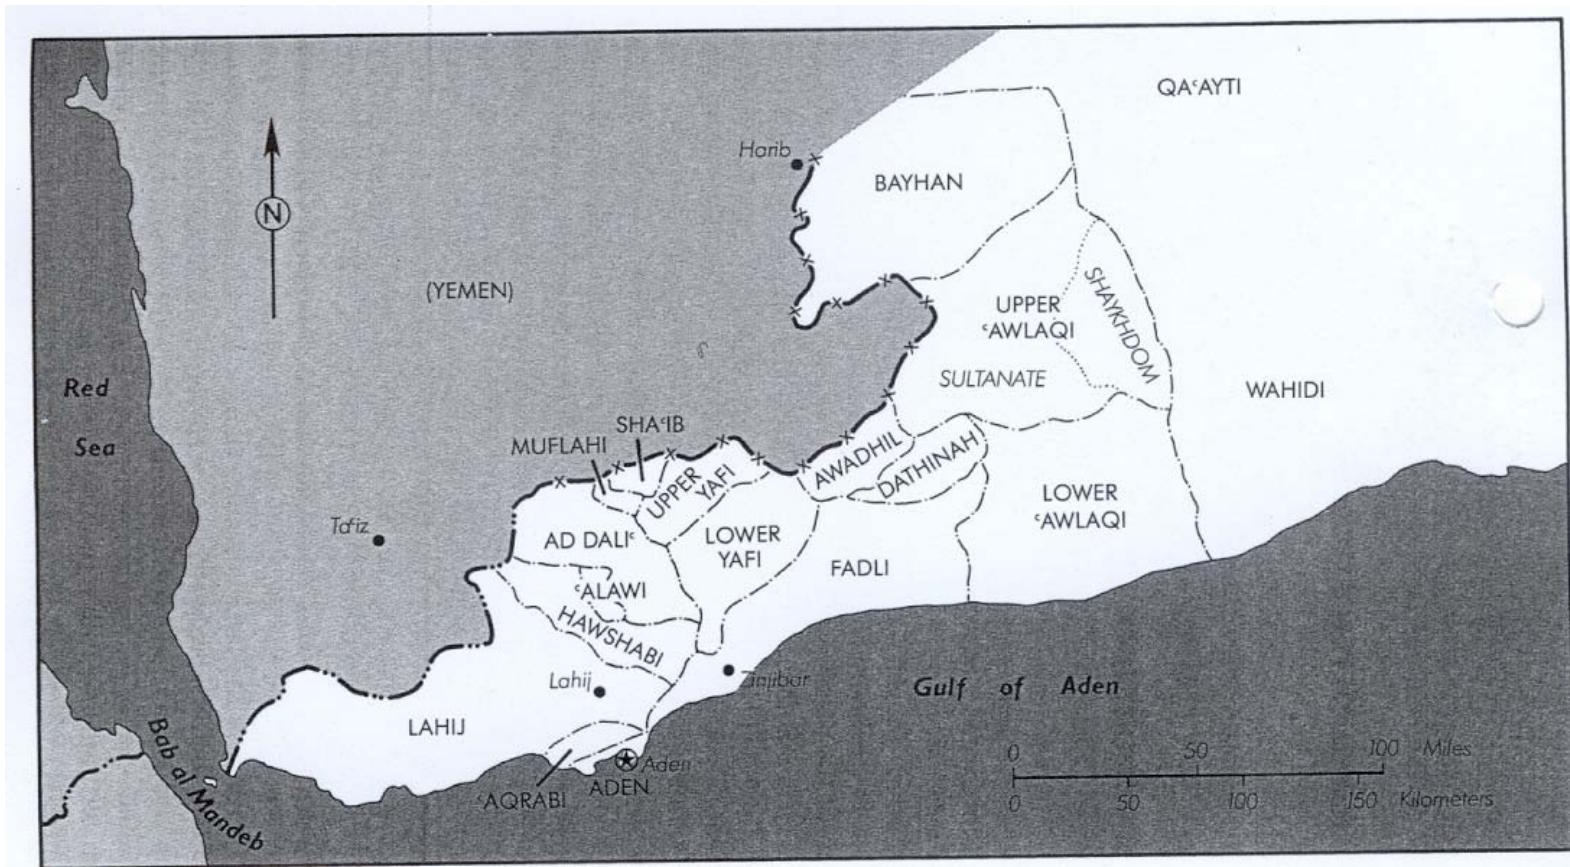 QAʿAYTI
Harib
BAYHAN
N
(YEMEN)
SHAYKHDOM
UPPER
ʿAWLAQI
SULTANATE
Red
Sea
WAHIDI
SHAʿIB
MUFLAHI
UPPER
YAFI
AWADHIL
DATHINAH
LOWER
ʿAWLAQI
Taʿiz
AD DALIʿ
LOWER
YAFI
FADLI
ʿALAWI
HAWSHABI
Lahij
Zinjibar
Gulf of Aden
LAHIJ
Bab al Mandeb
Aden
ADEN
ʿAQRABI
0 50 100 Miles
0 50 100 150 Kilometers